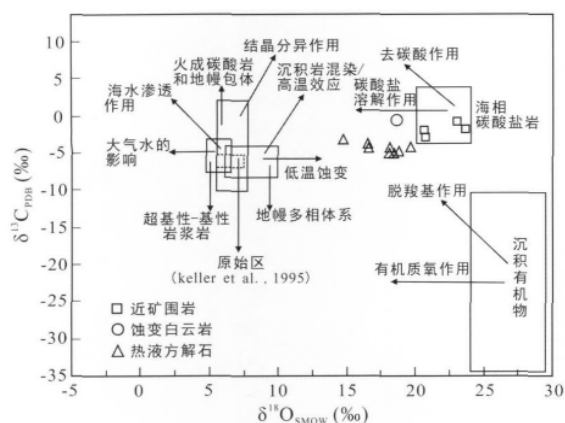 10
5
0
-5
-10
-15
-20
-25
-30
-35
δ¹³C_PDB (‰)
结晶分异作用
火成碳酸岩
和地幔包体
沉积岩混染/
高温效应
碳酸盐
溶解作用
去碳酸作用
海水渗透
作用
海相
碳酸盐岩
大气水的
影响
低温蚀变
超基性-基性
岩浆岩
地幔多相体系
脱羧基作用
原始区
(keller et al., 1995)
有机质氧作用
沉积有机物
近矿围岩
蚀变白云岩
热液方解石
-5
0
5
10
15
20
25
30
δ¹⁸O_SMOW (‰)